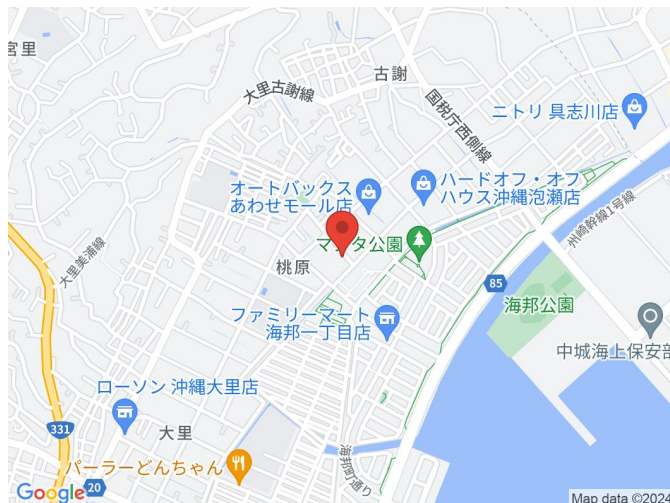 宮里
古謝
大里古謝線
国税庁西側線
ニトリ 具志川店
オートバックス
あわせモール店
ハードオフ・オフ
ハウス沖縄泡瀬店
州崎幹線1号線
公園
大里美浦線
桃原
85
海邦公園
ファミリーマート
海邦一丁目店
中城海上保安部
ローソン 沖縄大里店
331
大里
海邦町通り
パーラーどんちゃん
Google
20
Map data ©2024